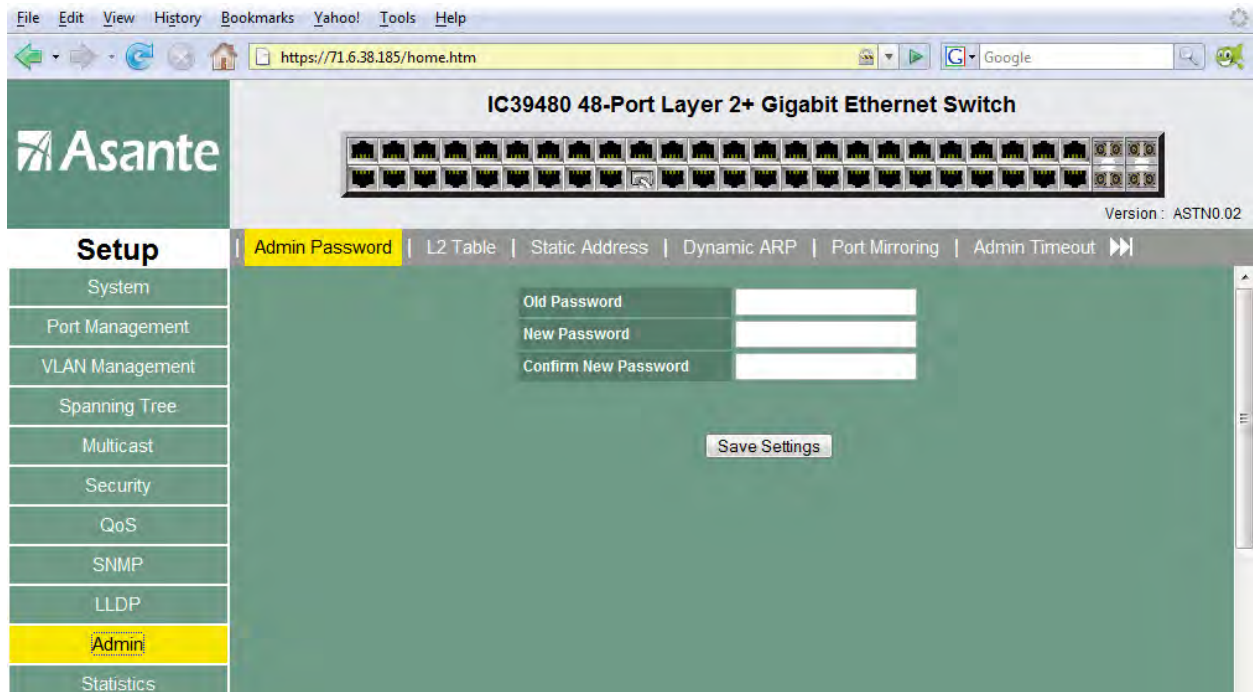 File Edit View History Bookmarks Yahoo! Tools Help
https://71.6.38.185/home.htm
G Google
Asante
IC39480 48-Port Layer 2+ Gigabit Ethernet Switch
Version : ASTN0.02
Setup
| Admin Password | L2 Table | Static Address | Dynamic ARP | Port Mirroring | Admin Timeout
System
Port Management
VLAN Management
Spanning Tree
Multicast
Security
QoS
SNMP
LLDP
Admin
Statistics
Old Password
New Password
Confirm New Password
Save Settings